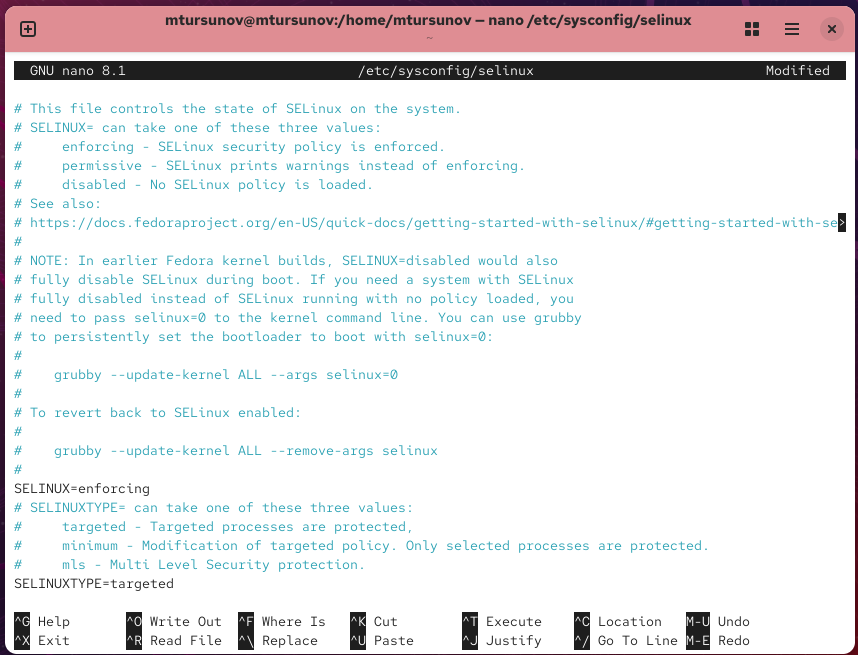 mtursunov@mtursunov:/home/mtursunov — nano /etc/sysconfig/selinux
~
GNU nano 8.1 /etc/sysconfig/selinux Modified
# This file controls the state of SELinux on the system.
# SELINUX= can take one of these three values:
#     enforcing - SELinux security policy is enforced.
#     permissive - SELinux prints warnings instead of enforcing.
#     disabled - No SELinux policy is loaded.
# See also:
# https://docs.fedoraproject.org/en-US/quick-docs/getting-started-with-selinux/#getting-started-with-se>
#
# NOTE: In earlier Fedora kernel builds, SELINUX=disabled would also
# fully disable SELinux during boot. If you need a system with SELinux
# fully disabled instead of SELinux running with no policy loaded, you
# need to pass selinux=0 to the kernel command line. You can use grubby
# to persistently set the bootloader to boot with selinux=0:
#
#    grubby --update-kernel ALL --args selinux=0
#
# To revert back to SELinux enabled:
#
#    grubby --update-kernel ALL --remove-args selinux
#
SELINUX=enforcing
# SELINUXTYPE= can take one of these three values:
#     targeted - Targeted processes are protected,
#     minimum - Modification of targeted policy. Only selected processes are protected.
#     mls - Multi Level Security protection.
SELINUXTYPE=targeted
^G Help ^O Write Out ^F Where Is ^K Cut ^T Execute ^C Location M-U Undo
^X Exit ^R Read File ^\ Replace ^U Paste ^J Justify ^/ Go To Line M-E Redo